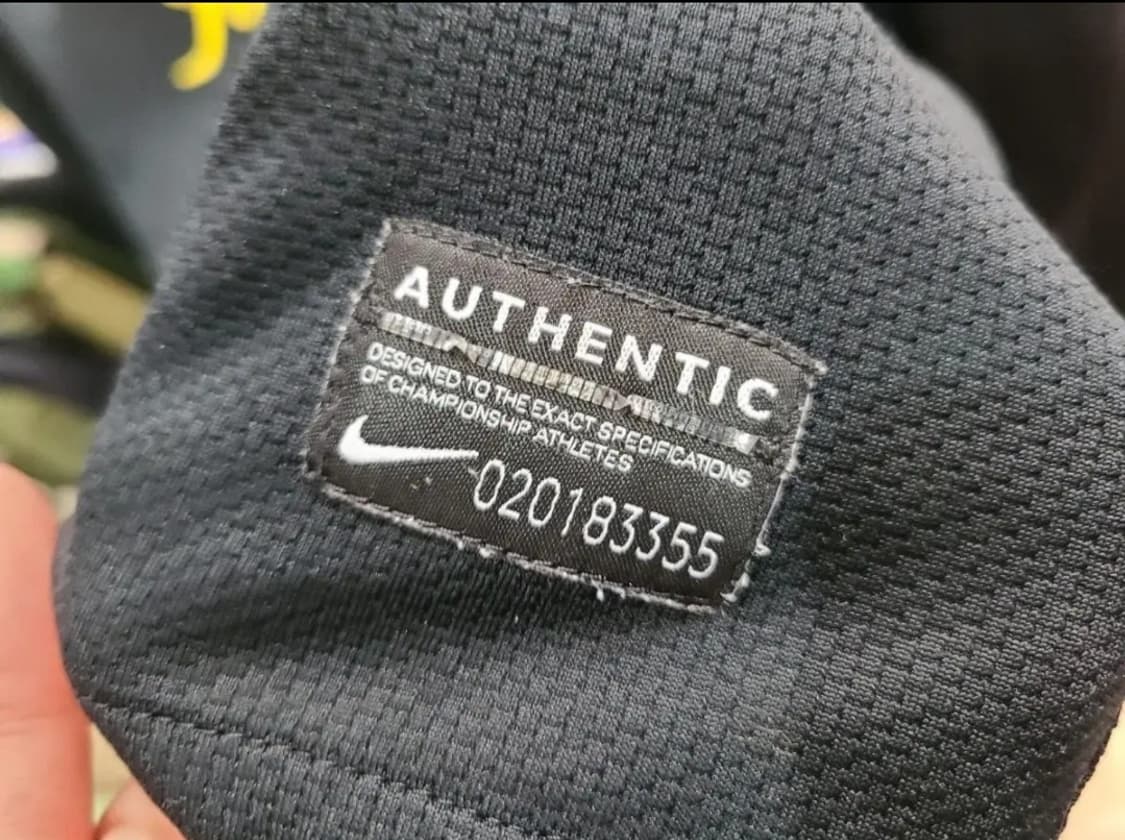 AUTHENTIC
DESIGNED TO THE EXACT SPECIFICATIONS
OF CHAMPIONSHIP ATHLETES
020183355